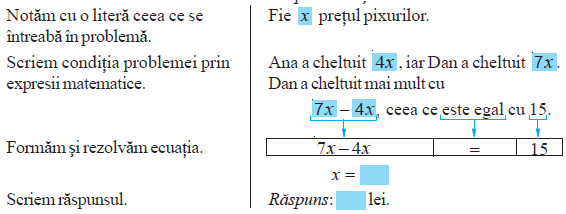 Notăm cu o literă ceea ce se întreabă în problemă.
Fie x prețul pixurilor.
Scriem condiția problemei prin expresii matematice.
Ana a cheltuit 4x, iar Dan a cheltuit 7x.
Dan a cheltuit mai mult cu
7x – 4x, ceea ce este egal cu 15.
Formăm și rezolvăm ecuația.
7x – 4x = 15
x =
Scriem răspunsul.
Răspuns: lei.